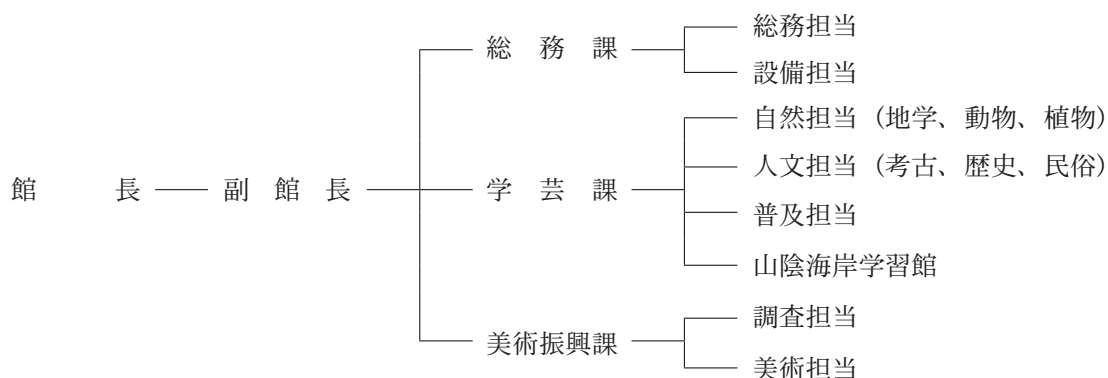 総務担当
総務課
設備担当
自然担当（地学、動物、植物）
人文担当（考古、歴史、民俗）
館長 副館長 学芸課
普及担当
山陰海岸学習館
調査担当
美術振興課
美術担当